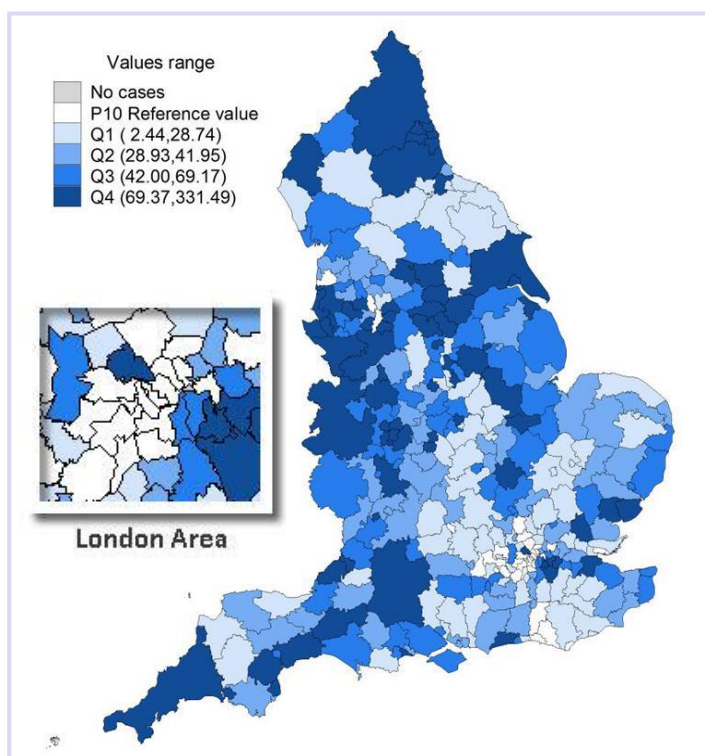 Values range
No cases
P10 Reference value
Q1 ( 2.44,28.74)
Q2 (28.93,41.95)
Q3 (42.00,69.17)
Q4 (69.37,331.49)
London Area